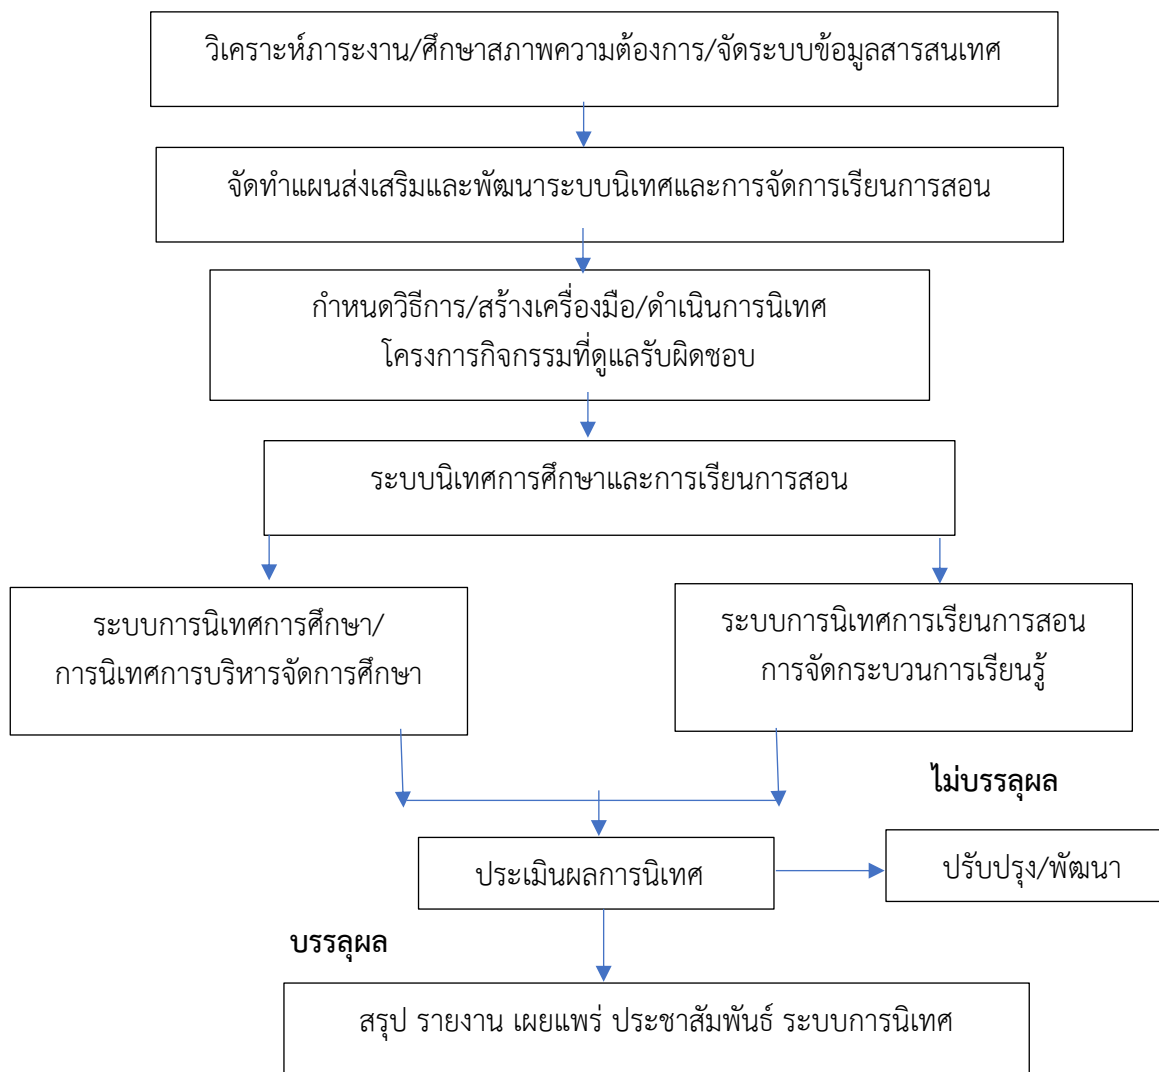 วิเคราะห์ภาระงาน/ศึกษาสภาพความต้องการ/จัดระบบข้อมูลสารสนเทศ
จัดทำแผนส่งเสริมและพัฒนาระบบนิเทศและการจัดการเรียนการสอน
กำหนดวิธีการ/สร้างเครื่องมือ/ดำเนินการนิเทศ
โครงการกิจกรรมที่ดูแลรับผิดชอบ
ระบบนิเทศการศึกษาและการเรียนการสอน
ระบบการนิเทศการศึกษา/
การนิเทศการบริหารจัดการศึกษา
ระบบการนิเทศการเรียนการสอน
การจัดกระบวนการเรียนรู้
ไม่บรรลุผล
ประเมินผลการนิเทศ
ปรับปรุง/พัฒนา
บรรลุผล
สรุป รายงาน เผยแพร่ ประชาสัมพันธ์ ระบบการนิเทศ